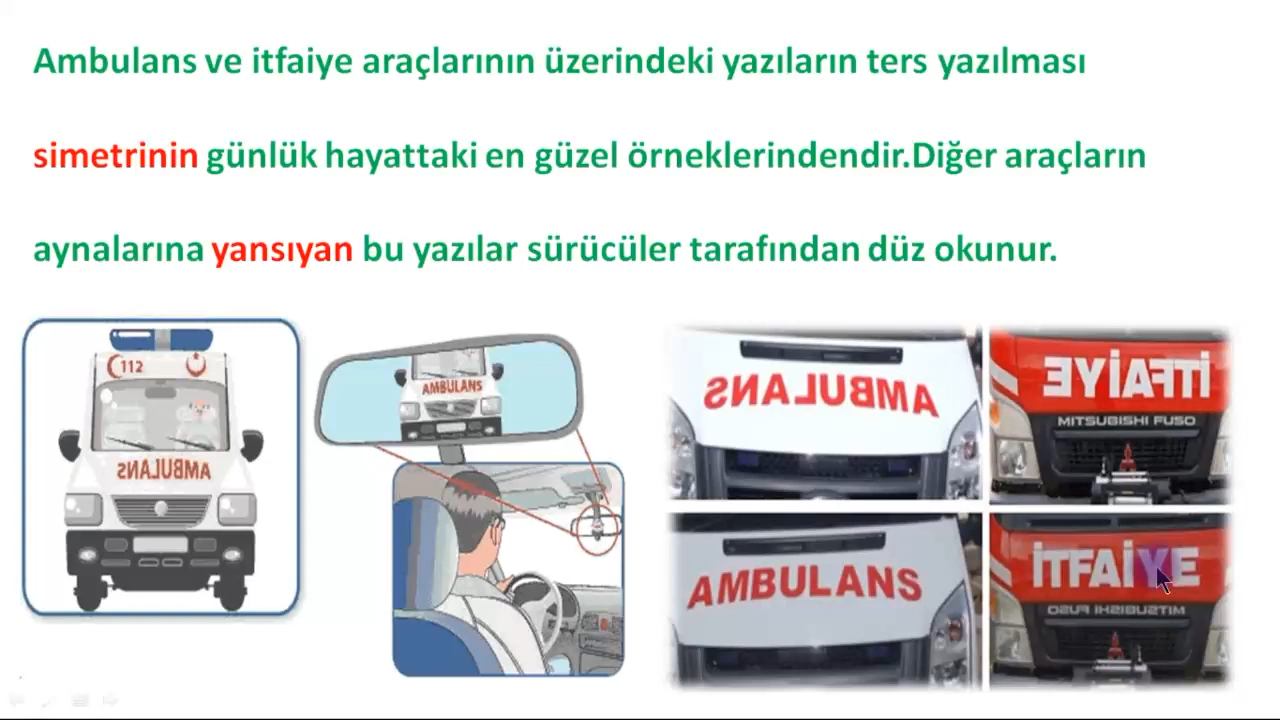 Ambulans ve itfaiye araçlarının üzerindeki yazıların ters yazılması
simetrinin günlük hayattaki en güzel örneklerindendir.Diğer araçların
aynalarına yansıyan bu yazılar sürücüler tarafından düz okunur.
112
AMBULANS
AMBULANS
AMBULANS
İTFAİYE
MITSUBISHI FUSO
AMBULANS
İTFAİYE
MITSUBISHI FUSO